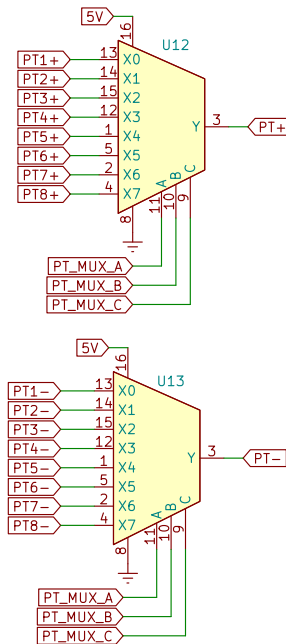 5V
16
U12
PT1+ 13 X0
PT2+ 14 X1
PT3+ 15 X2
PT4+ 12 X3
PT5+ 1 X4
PT6+ 5 X5
PT7+ 2 X6
PT8+ 4 X7
Y 3 PT+
A B C
8 11 10 9
PT_MUX_A
PT_MUX_B
PT_MUX_C
5V
16
U13
PT1- 13 X0
PT2- 14 X1
PT3- 15 X2
PT4- 12 X3
PT5- 1 X4
PT6- 5 X5
PT7- 2 X6
PT8- 4 X7
Y 3 PT-
A B C
8 11 10 9
PT_MUX_A
PT_MUX_B
PT_MUX_C